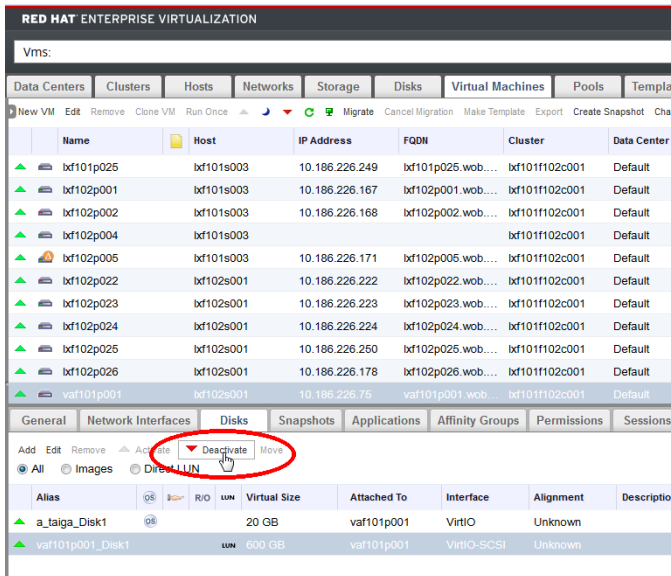 RED HAT ENTERPRISE VIRTUALIZATION
Vms:
Data Centers Clusters Hosts Networks Storage Disks Virtual Machines Pools Templa
New VM Edit Remove Clone VM Run Once Migrate Cancel Migration Make Template Export Create Snapshot Cha
Name Host IP Address FQDN Cluster Data Center
lxf101p025 lxf101s003 10.186.226.249 lxf101p025.wob.... lxf101f102c001 Default
lxf102p001 lxf101s003 10.186.226.167 lxf102p001.wob.... lxf101f102c001 Default
lxf102p002 lxf101s003 10.186.226.168 lxf102p002.wob.... lxf101f102c001 Default
lxf102p004 lxf101s003 lxf101f102c001 Default
lxf102p005 lxf101s003 10.186.226.171 lxf102p005.wob.... lxf101f102c001 Default
lxf102p022 lxf102s001 10.186.226.222 lxf102p022.wob.... lxf101f102c001 Default
lxf102p023 lxf102s001 10.186.226.223 lxf102p023.wob.... lxf101f102c001 Default
lxf102p024 lxf102s001 10.186.226.224 lxf102p024.wob.... lxf101f102c001 Default
lxf102p025 lxf102s001 10.186.226.250 lxf102p025.wob.... lxf101f102c001 Default
lxf102p026 lxf102s001 10.186.226.178 lxf102p026.wob.... lxf101f102c001 Default
vaf101p001 lxf102s001 10.186.226.75 vaf101p001.wob.... lxf101f102c001 Default
General Network Interfaces Disks Snapshots Applications Affinity Groups Permissions Sessions
Add Edit Remove Activate Deactivate Move
All Images Direct LUN
Alias OS R/O LUN Virtual Size Attached To Interface Alignment Descriptio
a_taiga_Disk1 OS 20 GB vaf101p001 VirtIO Unknown
vaf101p001_Disk1 LUN 600 GB vaf101p001 VirtIO-SCSI Unknown